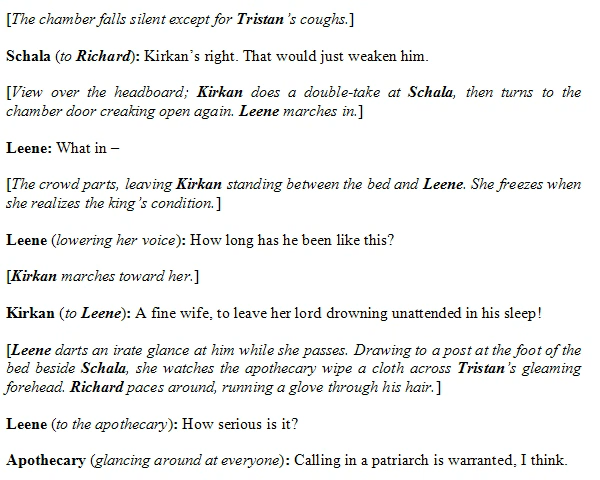 [The chamber falls silent except for Tristan's coughs.]
Schala (to Richard): Kirkan's right. That would just weaken him.
[View over the headboard; Kirkan does a double-take at Schala, then turns to the
chamber door creaking open again. Leene marches in.]
Leene: What in –
[The crowd parts, leaving Kirkan standing between the bed and Leene. She freezes when
she realizes the king's condition.]
Leene (lowering her voice): How long has he been like this?
[Kirkan marches toward her.]
Kirkan (to Leene): A fine wife, to leave her lord drowning unattended in his sleep!
[Leene darts an irate glance at him while she passes. Drawing to a post at the foot of the
bed beside Schala, she watches the apothecary wipe a cloth across Tristan's gleaming
forehead. Richard paces around, running a glove through his hair.]
Leene (to the apothecary): How serious is it?
Apothecary (glancing around at everyone): Calling in a patriarch is warranted, I think.